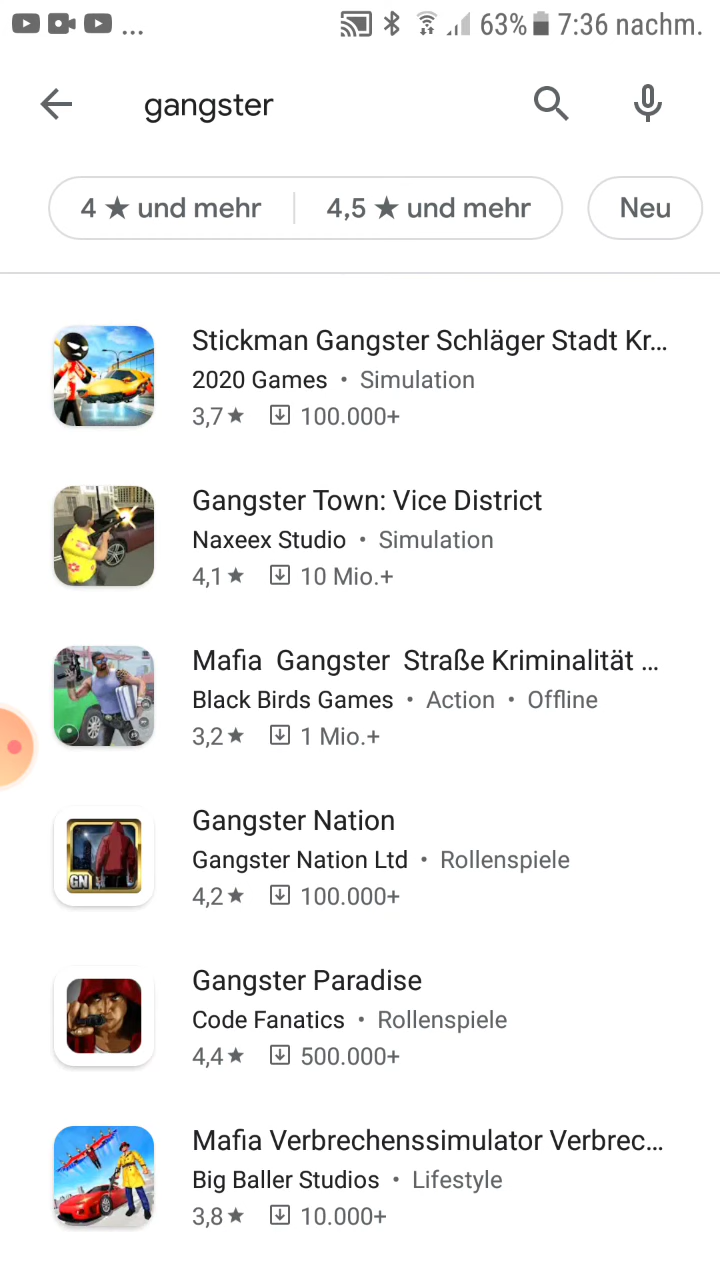 ... 63% 7:36 nachm.
gangster
4 ★ und mehr 4,5 ★ und mehr Neu
Stickman Gangster Schläger Stadt Kr...
2020 Games • Simulation
3,7★ 100.000+
Gangster Town: Vice District
Naxeex Studio • Simulation
4,1★ 10 Mio.+
Mafia Gangster Straße Kriminalität ...
Black Birds Games • Action • Offline
3,2★ 1 Mio.+
Gangster Nation
Gangster Nation Ltd • Rollenspiele
GN
4,2★ 100.000+
Gangster Paradise
Code Fanatics • Rollenspiele
4,4★ 500.000+
Mafia Verbrechenssimulator Verbrec...
Big Baller Studios • Lifestyle
3,8★ 10.000+